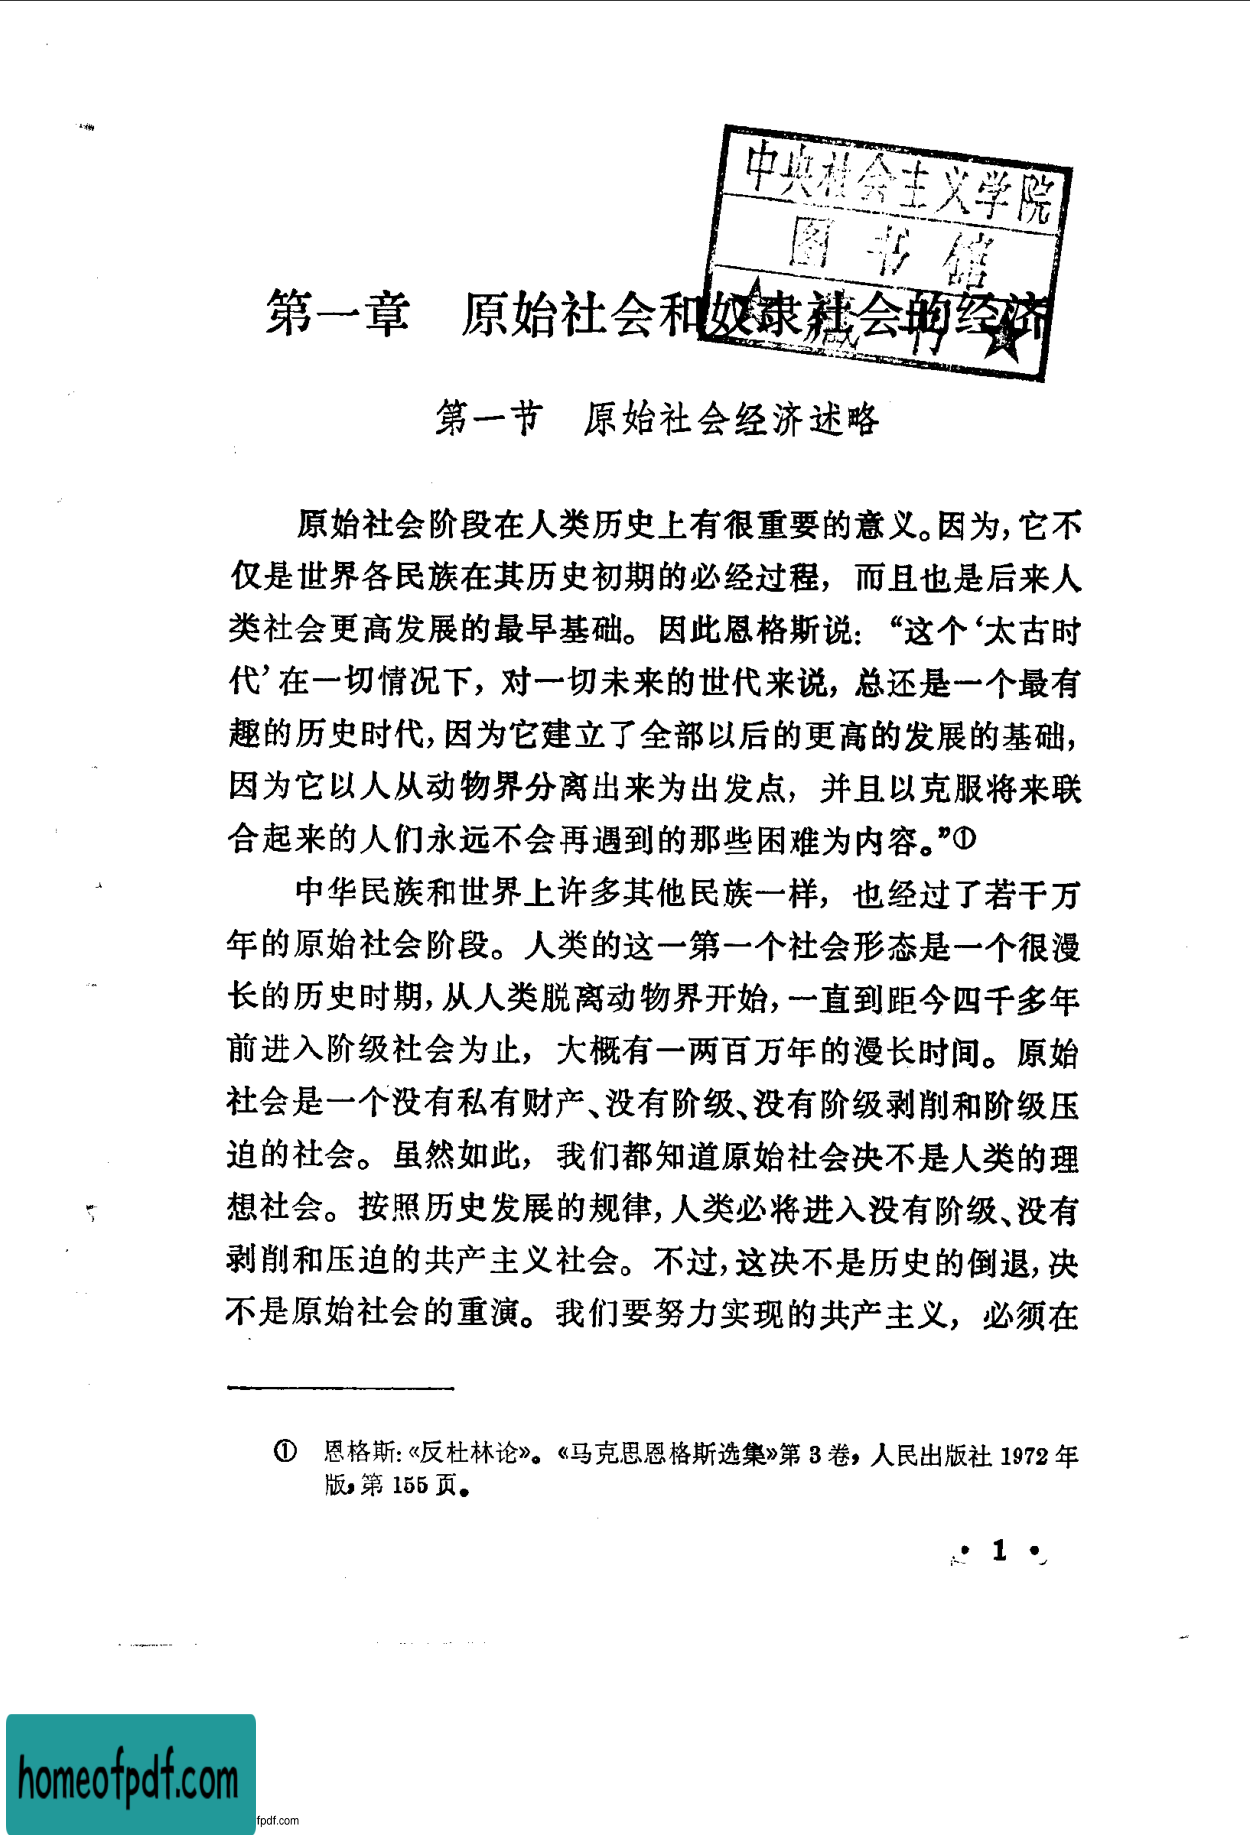 中央社会主义学院
图书馆
藏书
第一章 原始社会和奴隶社会的经济
第一节 原始社会经济述略
原始社会阶段在人类历史上有很重要的意义。因为，它不
仅是世界各民族在其历史初期的必经过程，而且也是后来人
类社会更高发展的最早基础。因此恩格斯说：“这个‘太古时
代’在一切情况下，对一切未来的世代来说，总还是一个最有
趣的历史时代，因为它建立了全部以后的更高的发展的基础，
因为它以人从动物界分离出来为出发点，并且以克服将来联
合起来的人们永远不会再遇到的那些困难为内容。”①
中华民族和世界上许多其他民族一样，也经过了若干万
年的原始社会阶段。人类的这一第一个社会形态是一个很漫
长的历史时期，从人类脱离动物界开始，一直到距今四千多年
前进入阶级社会为止，大概有一两百万年的漫长时间。原始
社会是一个没有私有财产、没有阶级、没有阶级剥削和阶级压
迫的社会。虽然如此，我们都知道原始社会决不是人类的理
想社会。按照历史发展的规律，人类必将进入没有阶级、没有
剥削和压迫的共产主义社会。不过，这决不是历史的倒退，决
不是原始社会的重演。我们要努力实现的共产主义，必须在
① 恩格斯：《反杜林论》。《马克思恩格斯选集》第3卷，人民出版社1972年
版，第155页。
• 1 •
homeofpdf.com
fpdf.com